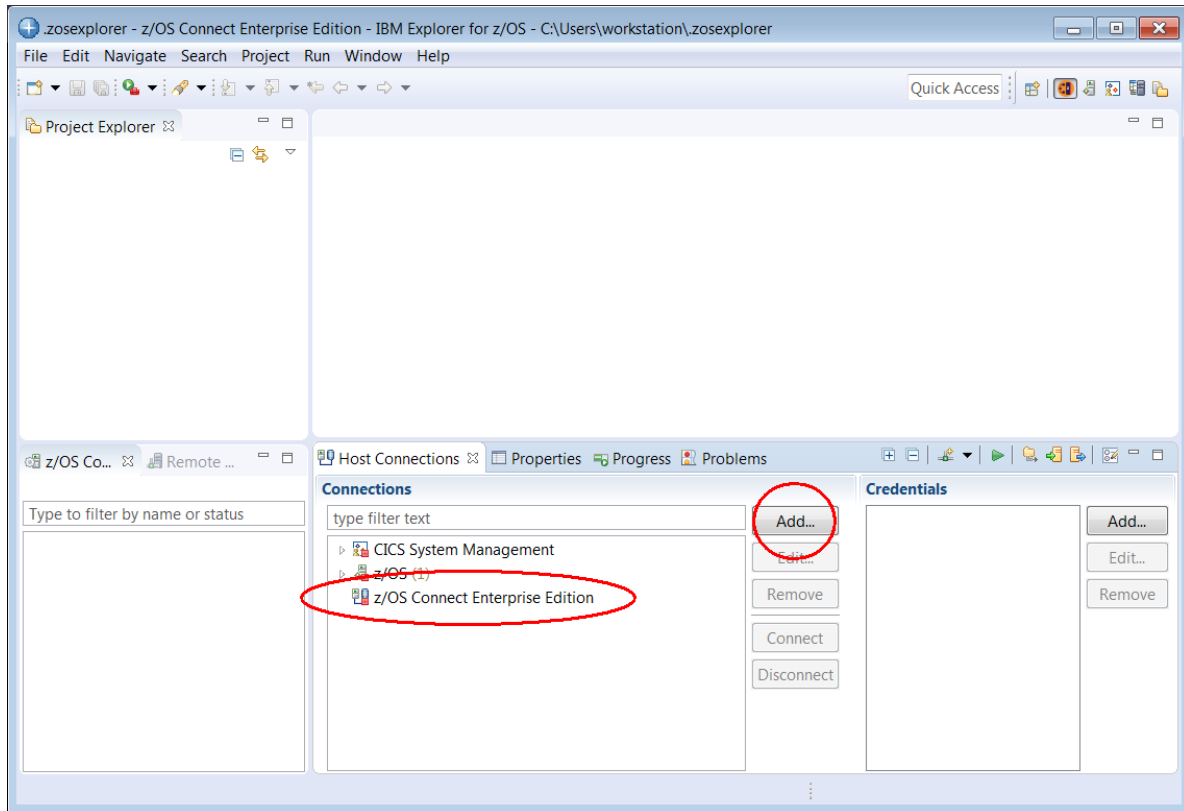 .zosexplorer - z/OS Connect Enterprise Edition - IBM Explorer for z/OS - C:\Users\workstation\.zosexplorer
File Edit Navigate Search Project Run Window Help
Quick Access
Project Explorer
z/OS Co... Remote ...
Type to filter by name or status
Host Connections Properties Progress Problems
Connections
type filter text
CICS System Management
z/OS (1)
z/OS Connect Enterprise Edition
Add...
Edit...
Remove
Connect
Disconnect
Credentials
Add...
Edit...
Remove